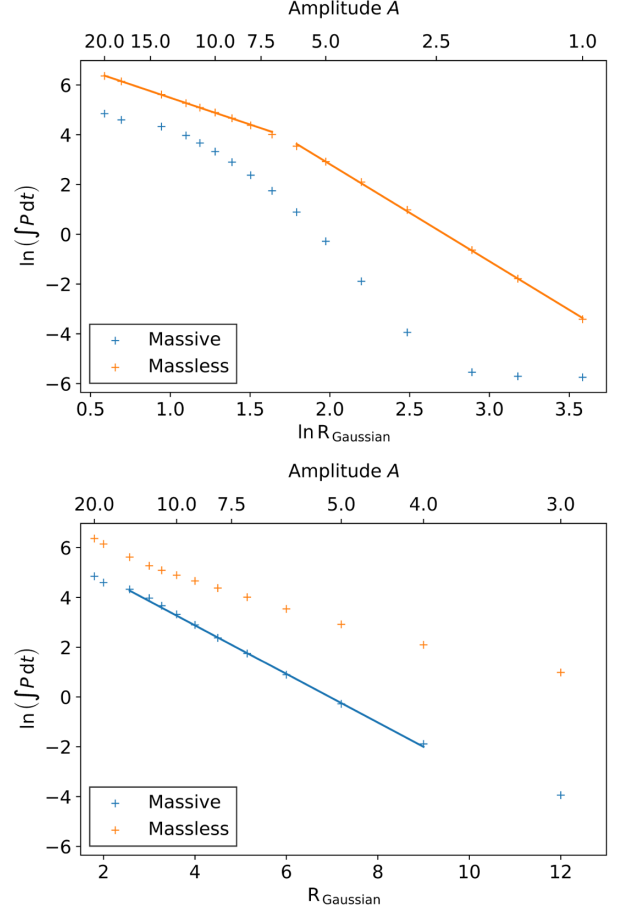 Amplitude A
20.0 15.0 10.0 7.5 5.0 2.5 1.0
6
4
2
0
−2
−4
−6
ln (∫P dt)
Massive
Massless
0.5 1.0 1.5 2.0 2.5 3.0 3.5
ln R_Gaussian
Amplitude A
20.0 10.0 7.5 5.0 4.0 3.0
6
4
2
0
−2
−4
−6
ln (∫P dt)
Massive
Massless
2 4 6 8 10 12
R_Gaussian